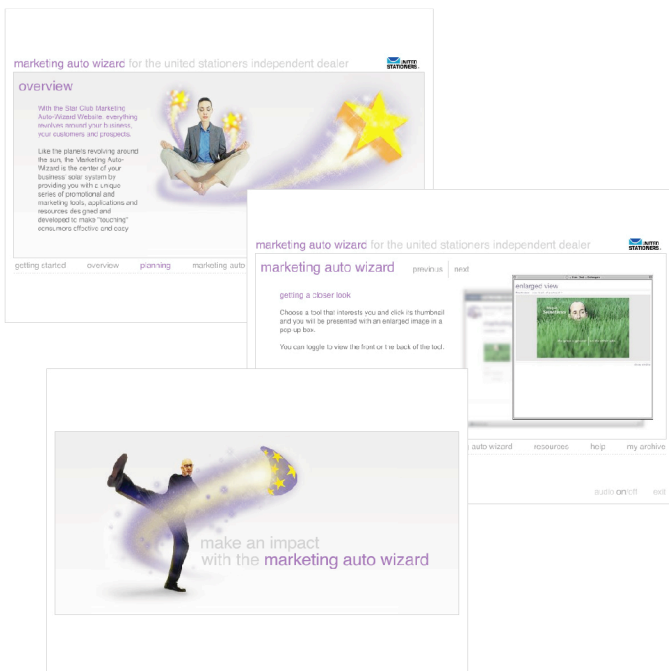 marketing auto wizard for the united stationers independent dealer
UNITED
STATIONERS.
overview
With the Star Club Marketing
Auto-Wizard Website, everything
revolves around your business,
your customers and prospects.
Like the planets revolving around
the sun, the Marketing Auto-
Wizard is the center of your
business' solar system by
providing you with a unique
series of promotional and
marketing tools, applications and
resources designed and
developed to make "touching"
consumers effective and easy
getting started overview planning marketing auto
marketing auto wizard for the united stationers independent dealer
UNITED
STATIONERS.
marketing auto wizard previous next
getting a closer look
Choose a tool that interests you and click its thumbnail
and you will be presented with an enlarged image in a
pop up box.
You can toggle to view the front or the back of the tool.
enlarged view
auto wizard resources help my archive
audio on/off exit
make an impact
with the marketing auto wizard